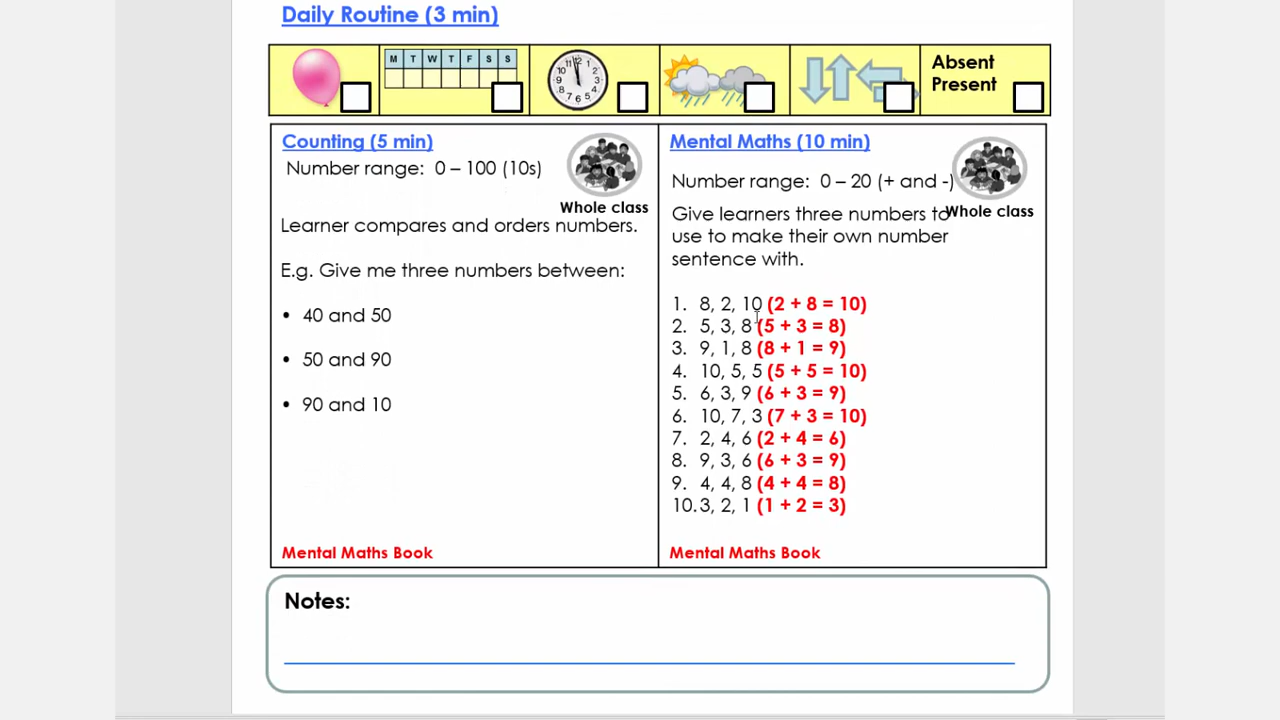 Daily Routine (3 min)
M T W T F S S
Absent
Present
Counting (5 min)
Number range: 0 – 100 (10s)
Whole class
Learner compares and orders numbers.
E.g. Give me three numbers between:
• 40 and 50
• 50 and 90
• 90 and 10
Mental Maths Book
Mental Maths (10 min)
Number range: 0 – 20 (+ and -)
Whole class
Give learners three numbers to
use to make their own number
sentence with.
1. 8, 2, 10 (2 + 8 = 10)
2. 5, 3, 8 (5 + 3 = 8)
3. 9, 1, 8 (8 + 1 = 9)
4. 10, 5, 5 (5 + 5 = 10)
5. 6, 3, 9 (6 + 3 = 9)
6. 10, 7, 3 (7 + 3 = 10)
7. 2, 4, 6 (2 + 4 = 6)
8. 9, 3, 6 (6 + 3 = 9)
9. 4, 4, 8 (4 + 4 = 8)
10. 3, 2, 1 (1 + 2 = 3)
Mental Maths Book
Notes: